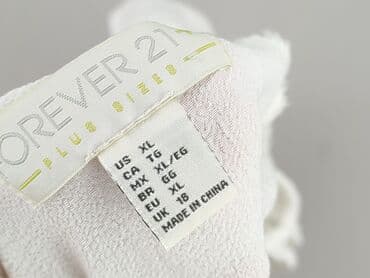 FOREVER 21
PLUS SIZES
US XL
CA TG
MX XL/EG
BR GG
EU XL
UK 18
MADE IN CHINA